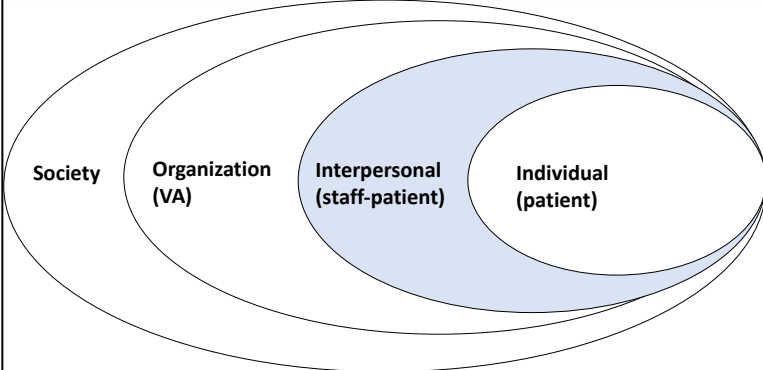 Society
Organization
(VA)
Interpersonal
(staff-patient)
Individual
(patient)